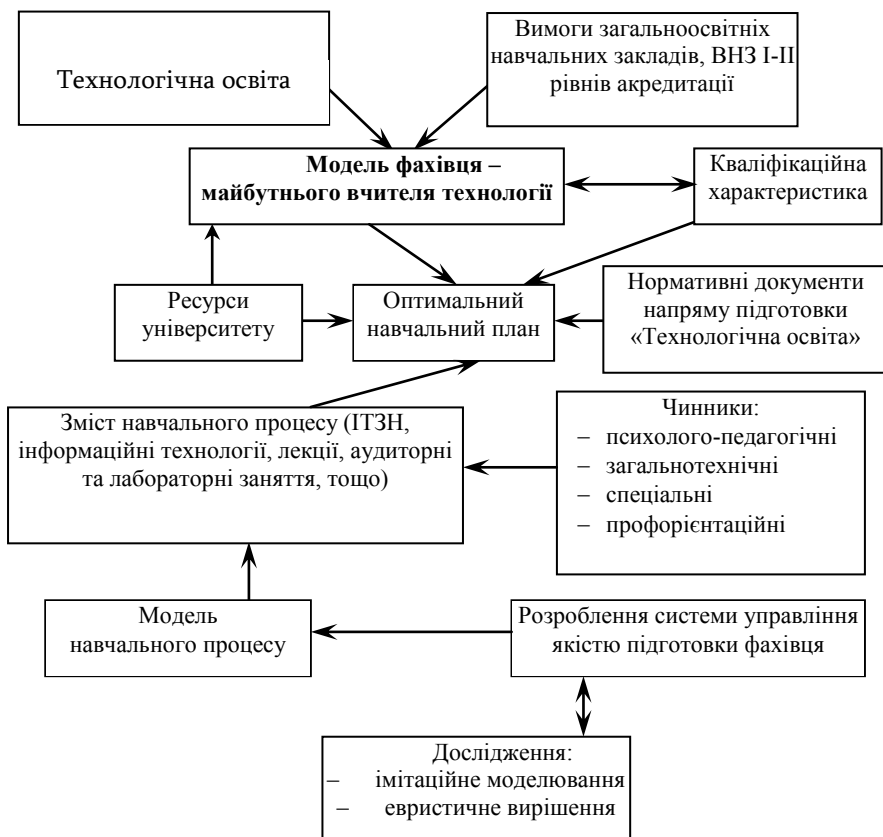 Технологічна освіта
Вимоги загальноосвітніх
навчальних закладів, ВНЗ І-ІІ
рівнів акредитації
Модель фахівця –
майбутнього вчителя технології
Кваліфікаційна
характеристика
Ресурси
університету
Оптимальний
навчальний план
Нормативні документи
напряму підготовки
«Технологічна освіта»
Зміст навчального процесу (ІТЗН,
інформаційні технології, лекції, аудиторні
та лабораторні заняття, тощо)
Чинники:
– психолого-педагогічні
– загальнотехнічні
– спеціальні
– профорієнтаційні
Модель
навчального процесу
Розроблення системи управління
якістю підготовки фахівця
Дослідження:
– імітаційне моделювання
– евристичне вирішення